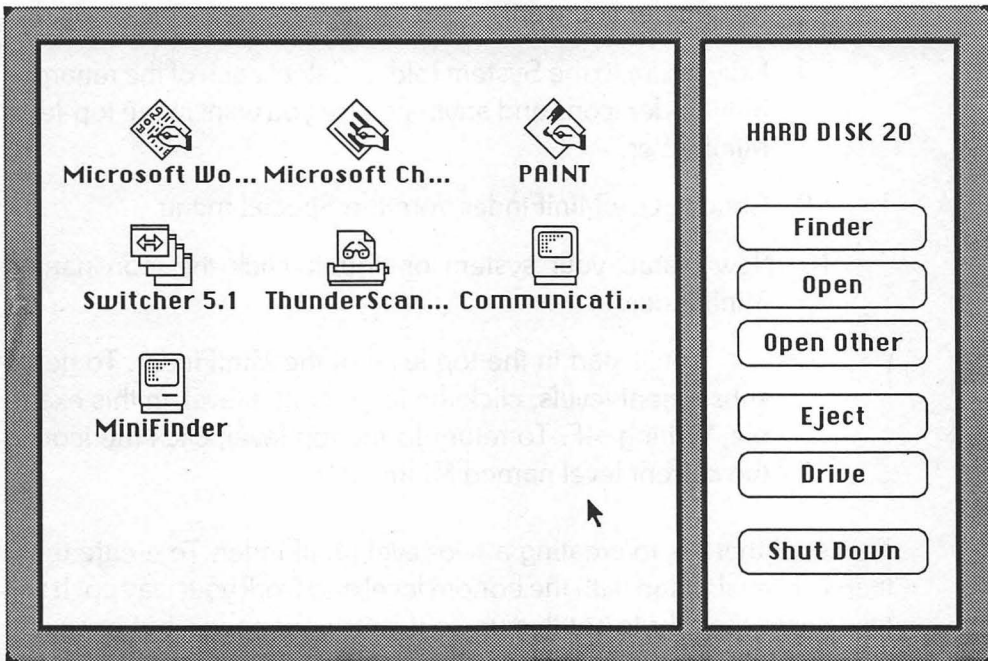 HARD DISK 20
Microsoft Wo... Microsoft Ch... PAINT
Switcher 5.1 ThunderScan... Communicati...
MiniFinder
Finder
Open
Open Other
Eject
Drive
Shut Down